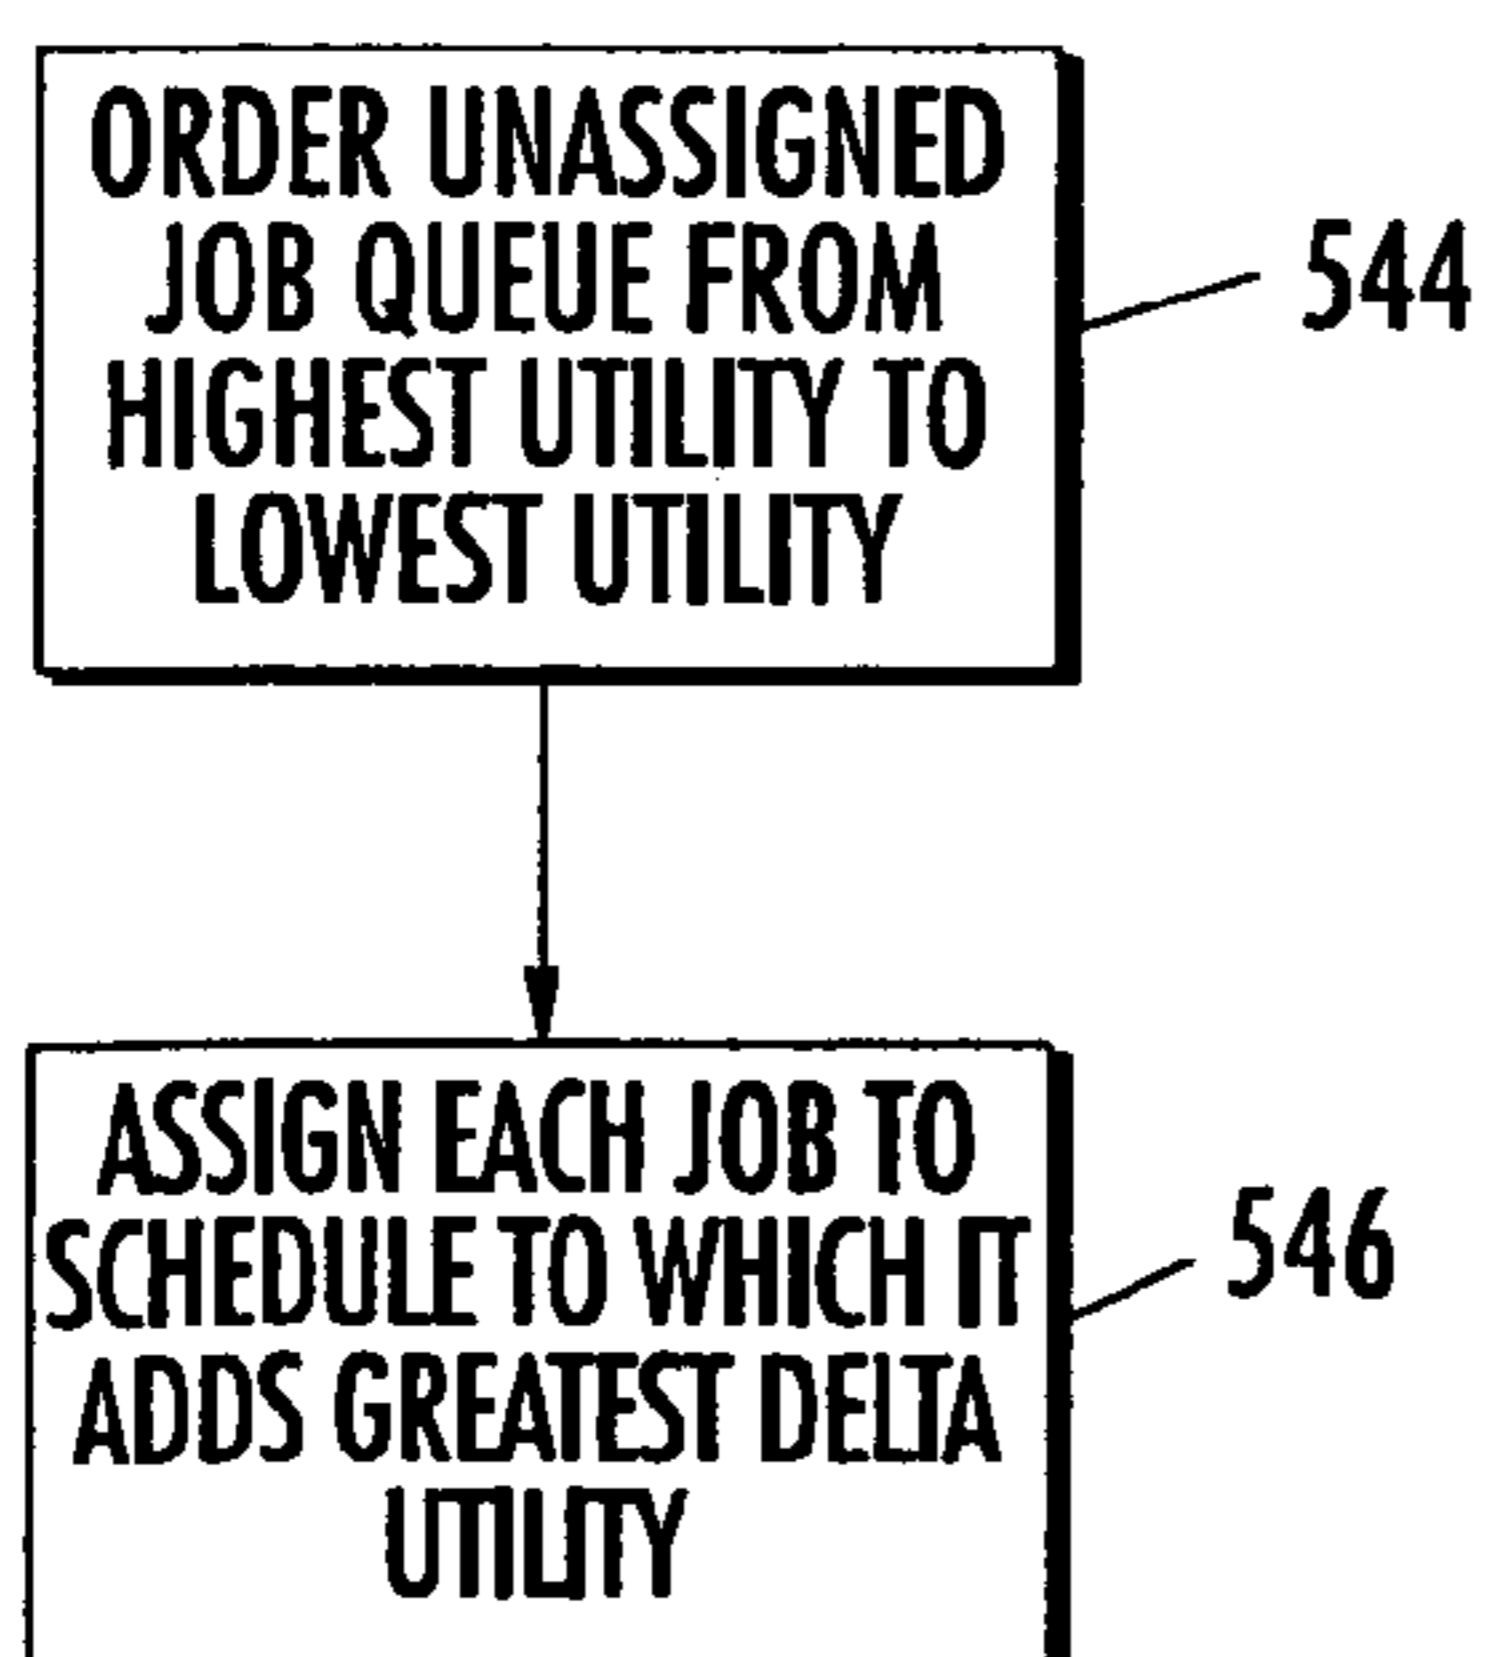 ORDER UNASSIGNED
JOB QUEUE FROM
HIGHEST UTILITY TO
LOWEST UTILITY
544
ASSIGN EACH JOB TO
SCHEDULE TO WHICH IT
ADDS GREATEST DELTA
UTILITY
546